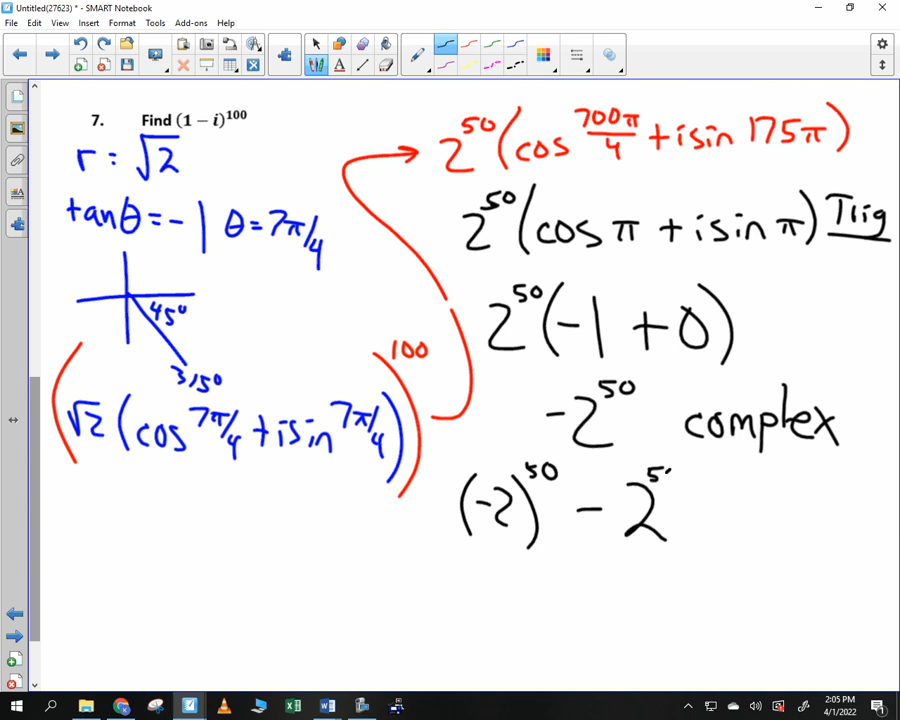 Untitled(27623) * - SMART Notebook
File Edit View Insert Format Tools Add-ons Help
7. Find (1 − i)^100
r = √2
tanθ = -1 θ = 7π/4
45°
315°
(√2 (cos 7π/4 + i sin 7π/4))^100
2^50 (cos 700π/4 + i sin 175π)
2^50 (cos π + i sin π) Trig
2^50 (-1 + 0)
-2^50 complex
(-2)^50 - 2^5
2:05 PM
4/1/2022
1